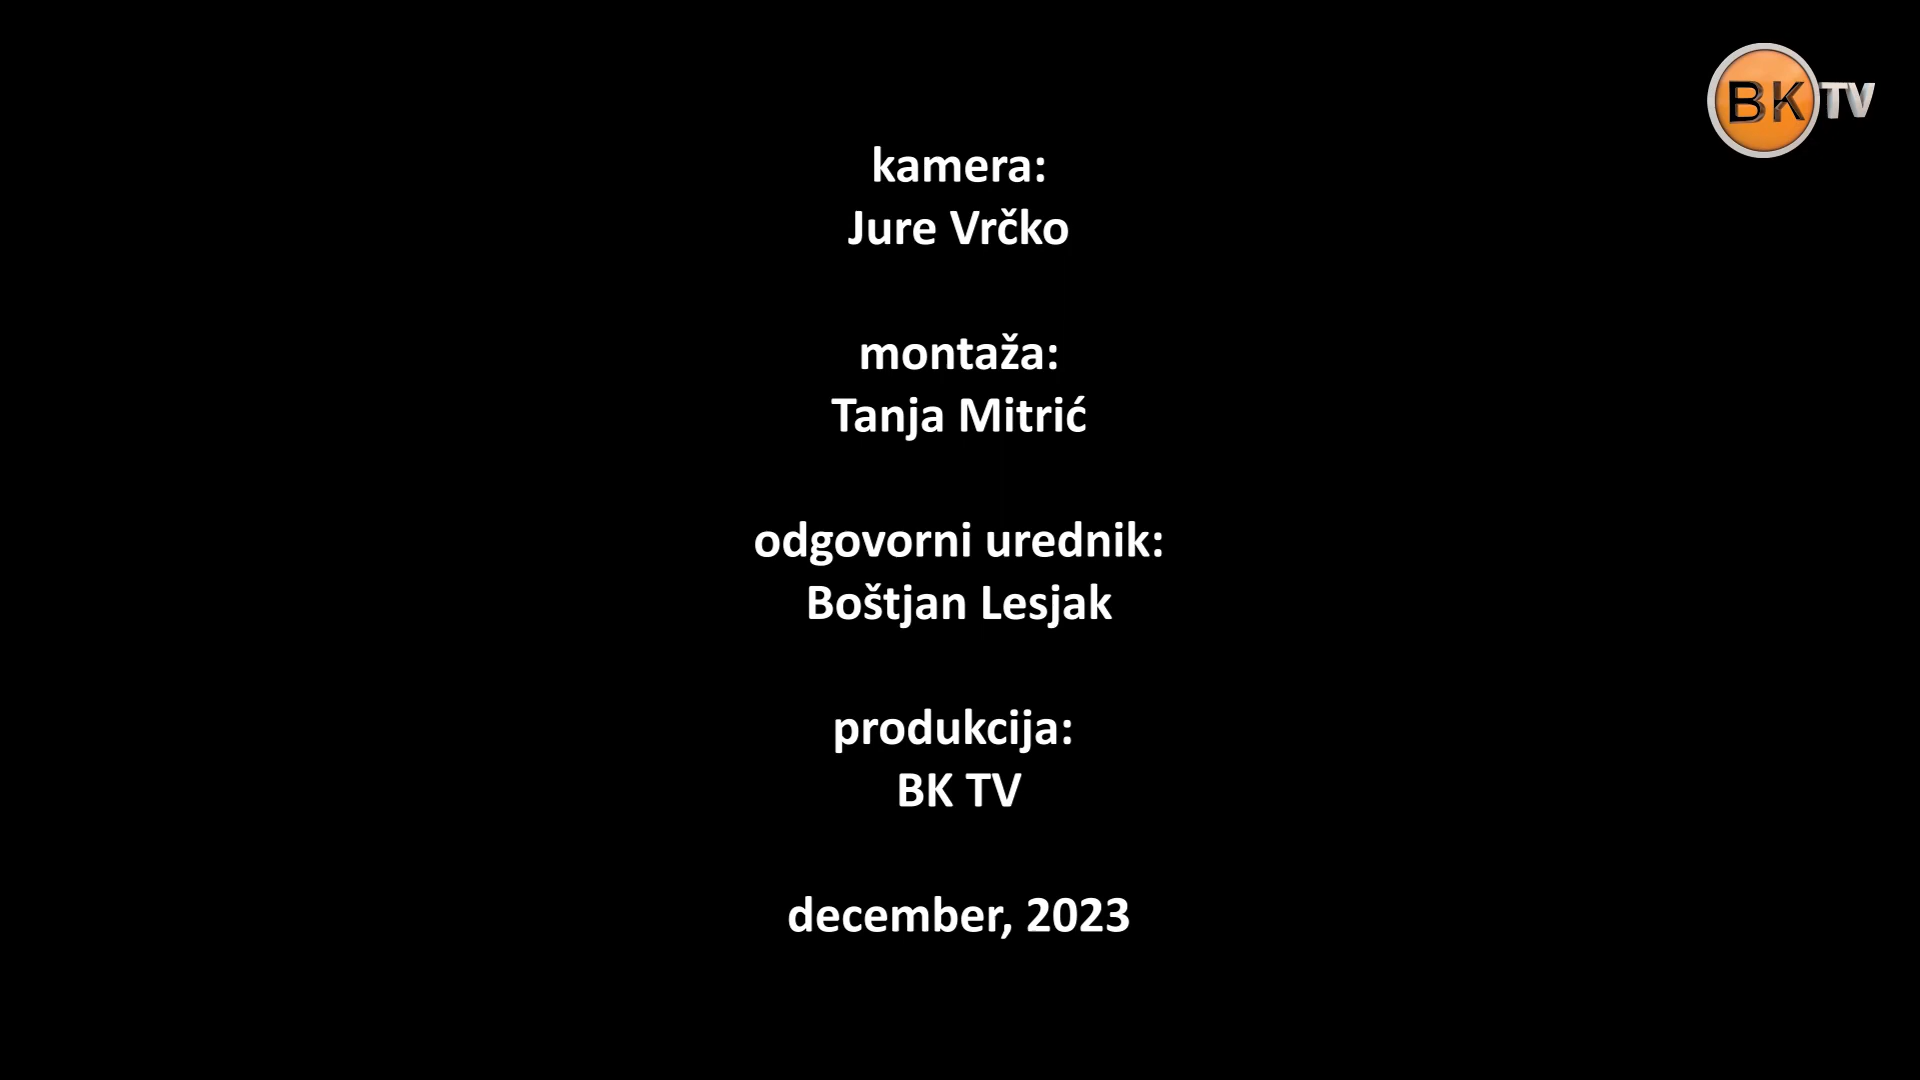 BK TV
kamera:
Jure Vrčko
montaža:
Tanja Mitrić
odgovorni urednik:
Boštjan Lesjak
produkcija:
BK TV
december, 2023